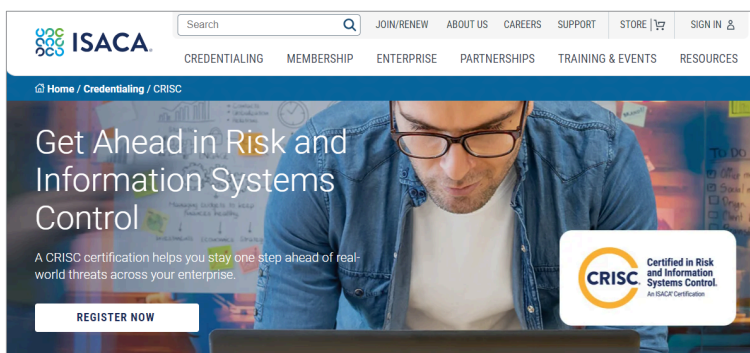 ISACA.
Search
JOIN/RENEW ABOUT US CAREERS SUPPORT STORE SIGN IN
CREDENTIALING MEMBERSHIP ENTERPRISE PARTNERSHIPS TRAINING & EVENTS RESOURCES
Home / Credentialing / CRISC
Get Ahead in Risk and
Information Systems
Control
A CRISC certification helps you stay one step ahead of real-
world threats across your enterprise.
REGISTER NOW
TO DO
CRISC.
Certified in Risk
and Information
Systems Control.
An ISACA® Certification